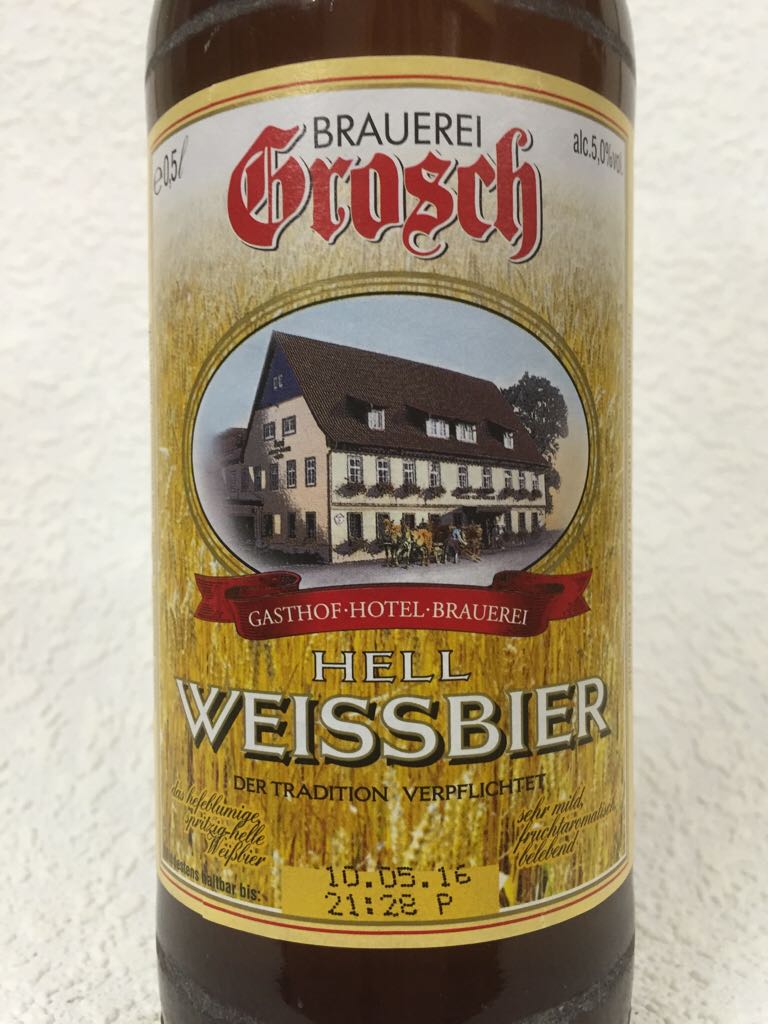 BRAUEREI
Grosch
e 0,5l
alc.5,0%vol.
GASTHOF·HOTEL·BRAUEREI
HELL
WEISSBIER
DER TRADITION VERPFLICHTET
das hefeblumige,
spritzig-helle
Weißbier
sehr mild,
fruchtaromatisch,
belebend
haltbar bis:
10.05.16
21:28 P